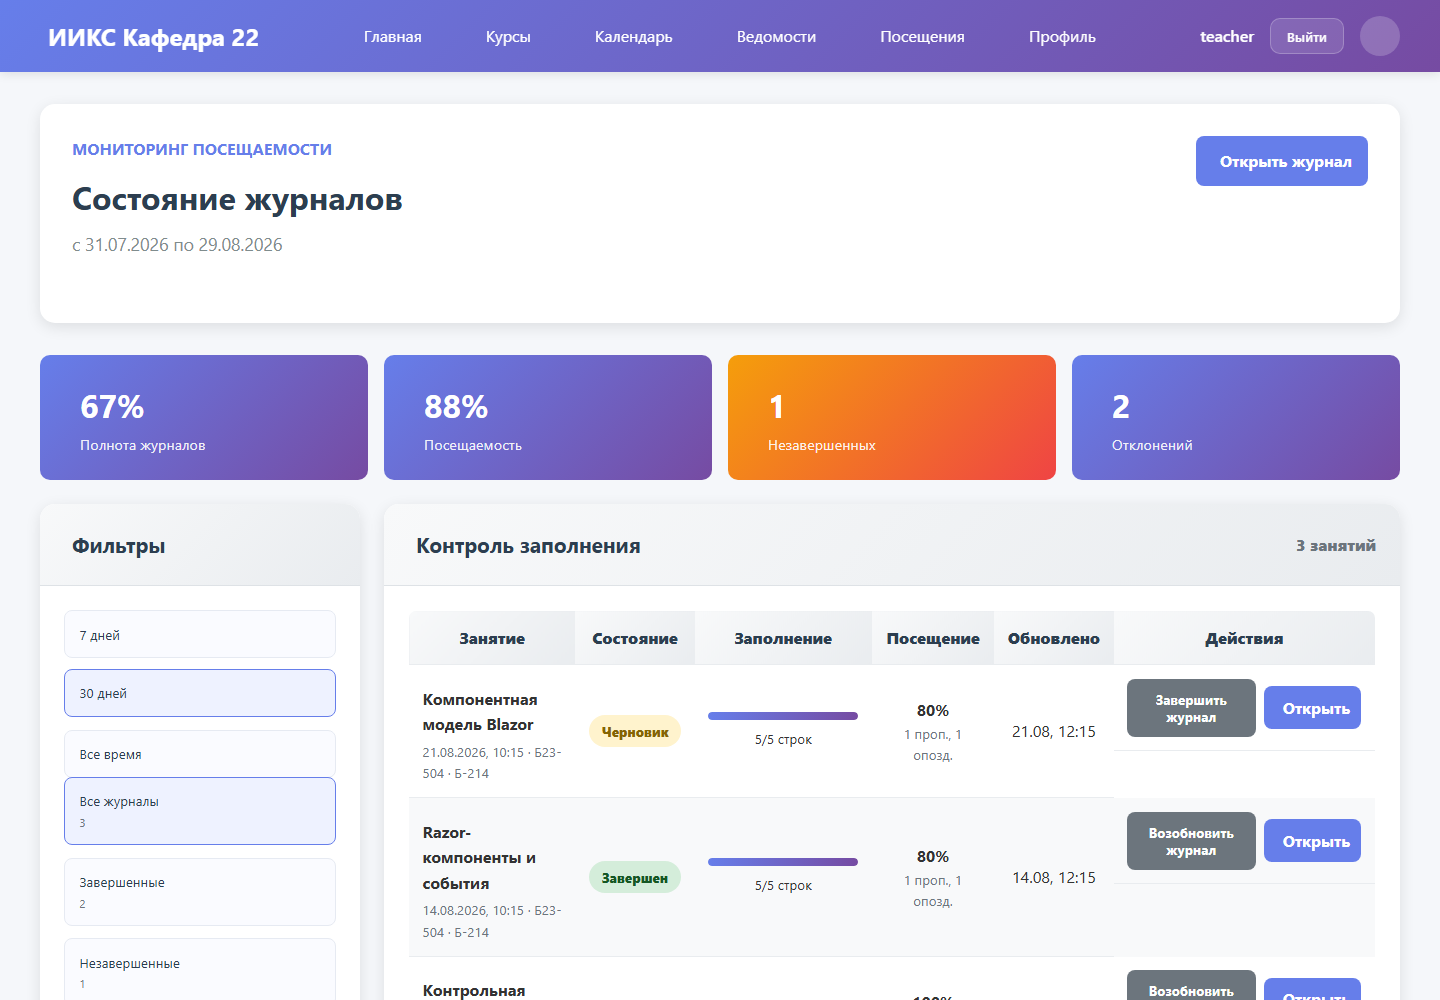 ИИКС Кафедра 22
Главная
Курсы
Календарь
Ведомости
Посещения
Профиль
teacher
Выйти
МОНИТОРИНГ ПОСЕЩАЕМОСТИ
Открыть журнал
Состояние журналов
с 31.07.2026 по 29.08.2026
67%
Полнота журналов
88%
Посещаемость
1
Незавершенных
2
Отклонений
Фильтры
7 дней
30 дней
Все время
Все журналы
3
Завершенные
2
Незавершенные
1
Контроль заполнения
3 занятий
Занятие
Состояние
Заполнение
Посещение
Обновлено
Действия
Компонентная
модель Blazor
21.08.2026, 10:15 · Б23-
504 · Б-214
Черновик
5/5 строк
80%
1 проп., 1
опозд.
21.08, 12:15
Завершить
журнал
Открыть
Razor-
компоненты и
события
14.08.2026, 10:15 · Б23-
504 · Б-214
Завершен
5/5 строк
80%
1 проп., 1
опозд.
14.08, 12:15
Возобновить
журнал
Открыть
Контрольная
100%
Возобновить
Открыть